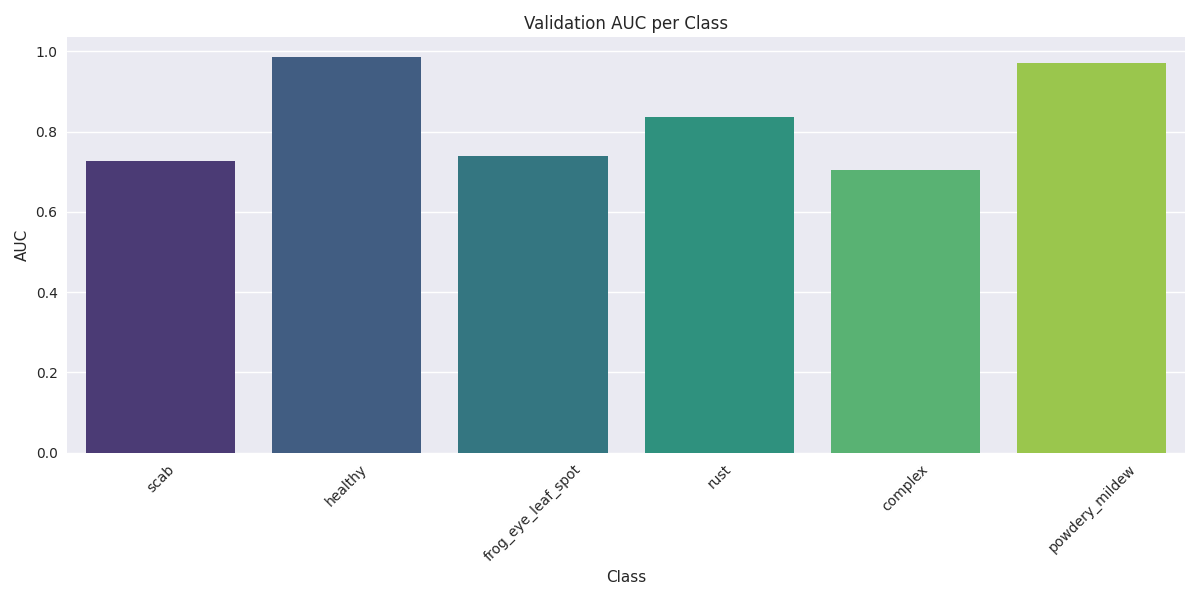 Validation AUC per Class
1.0
0.8
0.6
0.4
0.2
0.0
AUC
scab
healthy
frog_eye_leaf_spot
rust
complex
powdery_mildew
Class